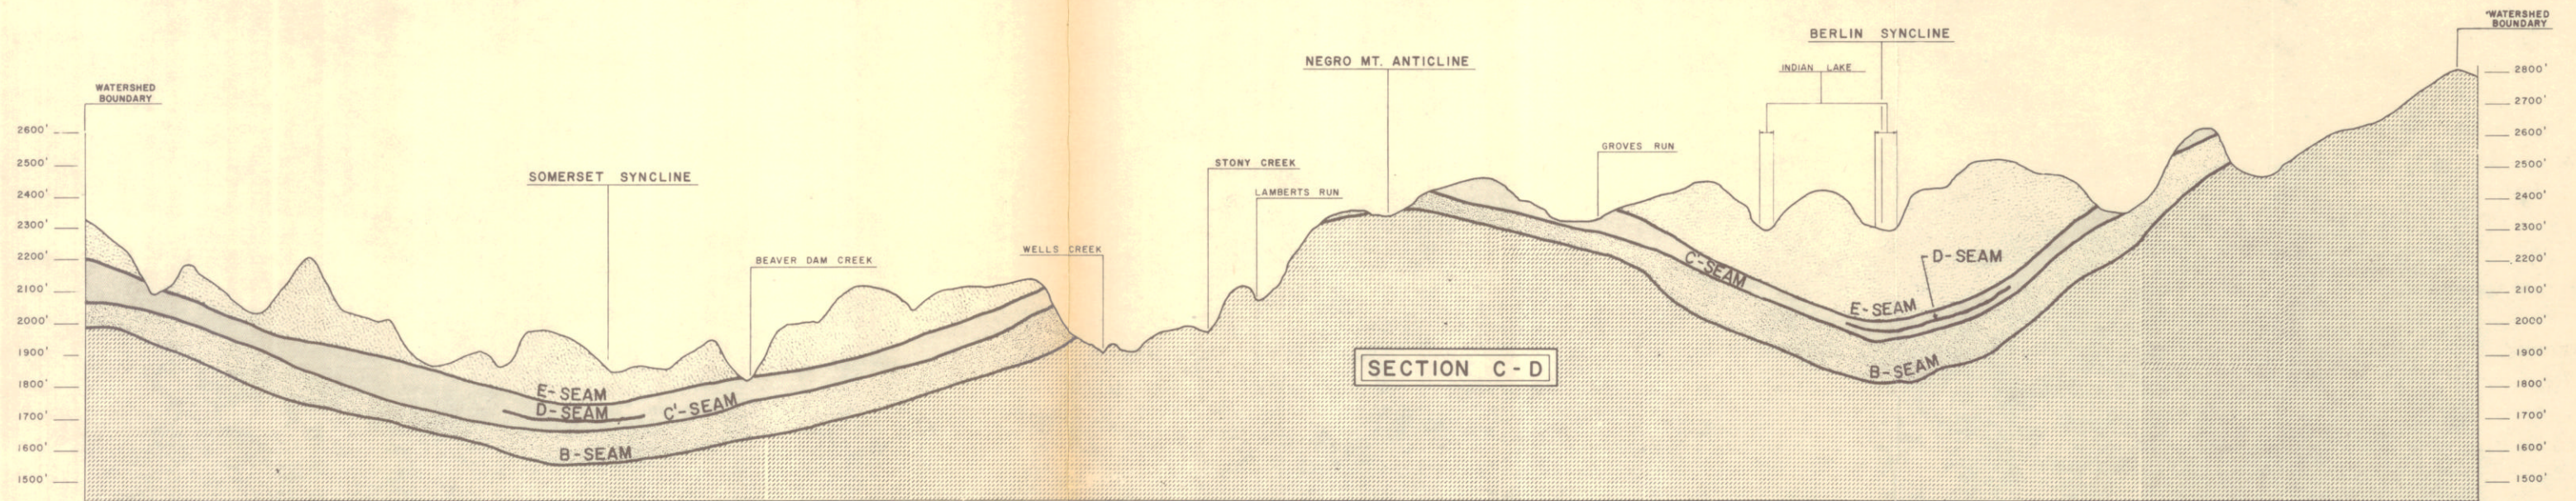 WATERSHED
BOUNDARY
2600'
2500'
2400'
2300'
2200'
2100'
2000'
1900'
1800'
1700'
1600'
1500'
SOMERSET SYNCLINE
BEAVER DAM CREEK
E-SEAM
D-SEAM
C'-SEAM
B-SEAM
WELLS CREEK
STONY CREEK
LAMBERTS RUN
NEGRO MT. ANTICLINE
SECTION C-D
GROVES RUN
BERLIN SYNCLINE
INDIAN LAKE
C'-SEAM
D-SEAM
E-SEAM
B-SEAM
WATERSHED
BOUNDARY
2800'
2700'
2600'
2500'
2400'
2300'
2200'
2100'
2000'
1900'
1800'
1700'
1600'
1500'